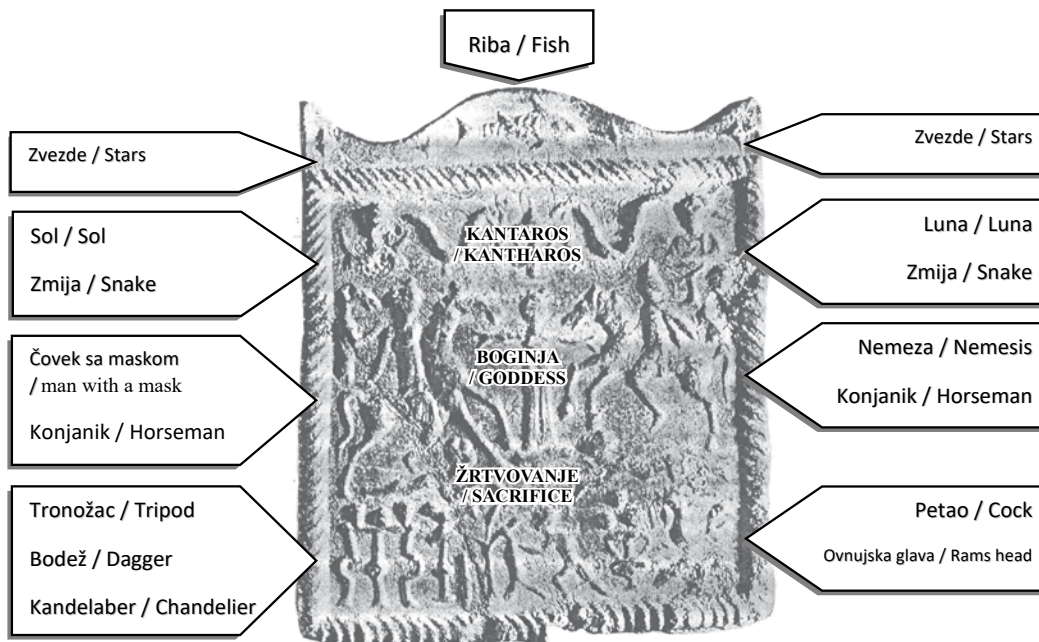 Riba / Fish
Zvezde / Stars
Zvezde / Stars
Sol / Sol
Zmija / Snake
KANTAROS
/ KANTHAROS
Luna / Luna
Zmija / Snake
Čovek sa maskom
/ man with a mask
Konjanik / Horseman
BOGINJA
/ GODDESS
Nemeza / Nemesis
Konjanik / Horseman
ŽRTVOVANJE
/ SACRIFICE
Tronožac / Tripod
Bodež / Dagger
Kandelaber / Chandelier
Petao / Cock
Ovnujska glava / Rams head